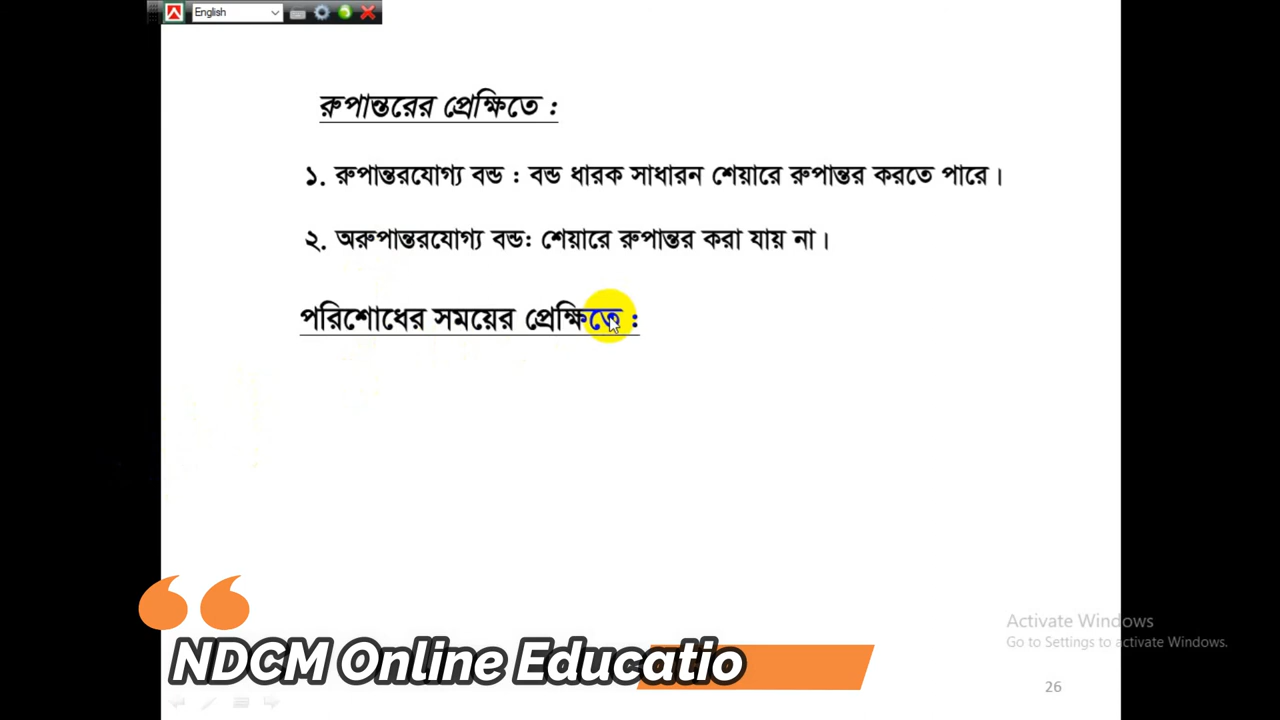 English
রুপান্তরের প্রেক্ষিতে :
১. রুপান্তরযোগ্য বন্ড : বন্ড ধারক সাধারন শেয়ারে রুপান্তর করতে পারে।
২. অরুপান্তরযোগ্য বন্ড: শেয়ারে রুপান্তর করা যায় না।
পরিশোধের সময়ের প্রেক্ষিতে :
Activate Windows
Go to Settings to activate Windows.
NDCM Online Educatio
26